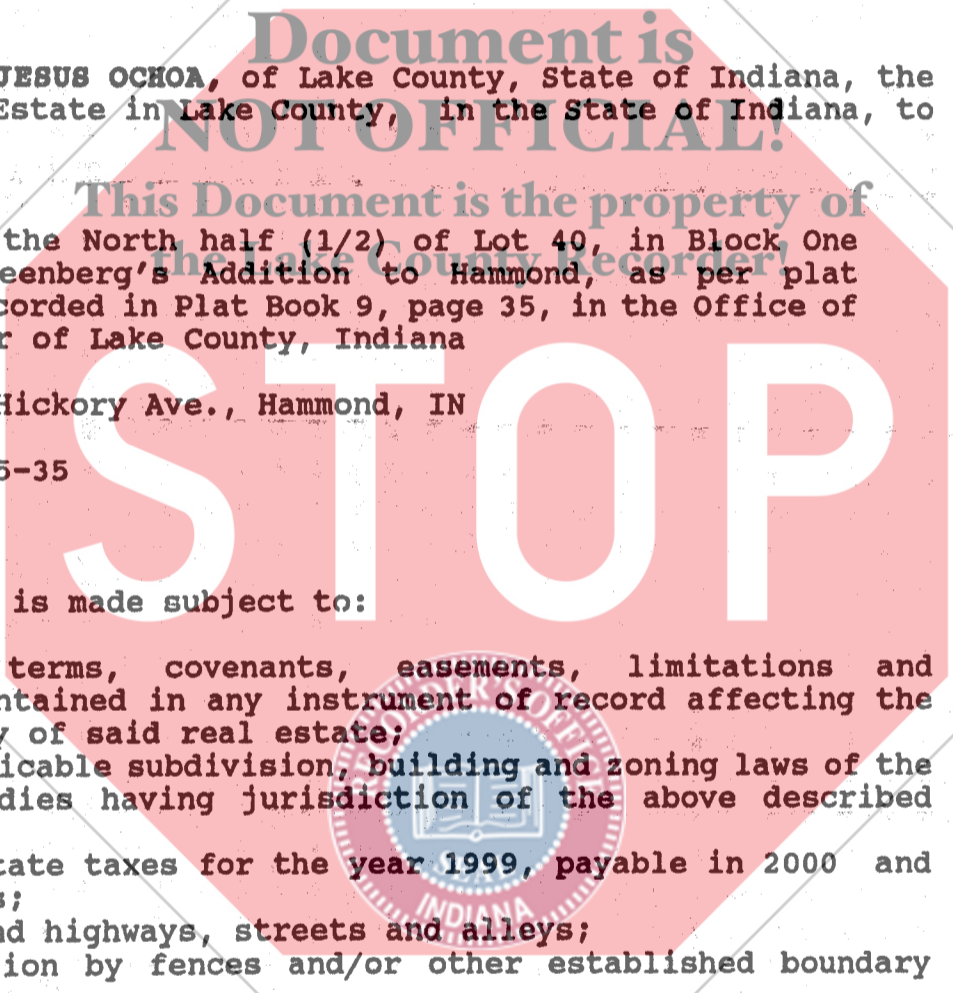 Document is
JESUS OCHOA, of Lake County, State of Indiana, the
Estate in Lake County, in the State of Indiana, to
NOT OFFICIAL!
This Document is the property of
the North half (1/2) of Lot 40, in Block One
the Lake County Recorder!
eenberg's Addition to Hammond, as per plat
corded in Plat Book 9, page 35, in the Office of
r of Lake County, Indiana
Hickory Ave., Hammond, IN
5-35
STOP
is made subject to:
terms, covenants, easements, limitations and
ntained in any instrument of record affecting the
y of said real estate;
icable subdivision, building and zoning laws of the
dies having jurisdiction of the above described
tate taxes for the year 1999, payable in 2000 and
s;
nd highways, streets and alleys;
ion by fences and/or other established boundary
RECORDER'S OFFICE
SEAL
INDIANA